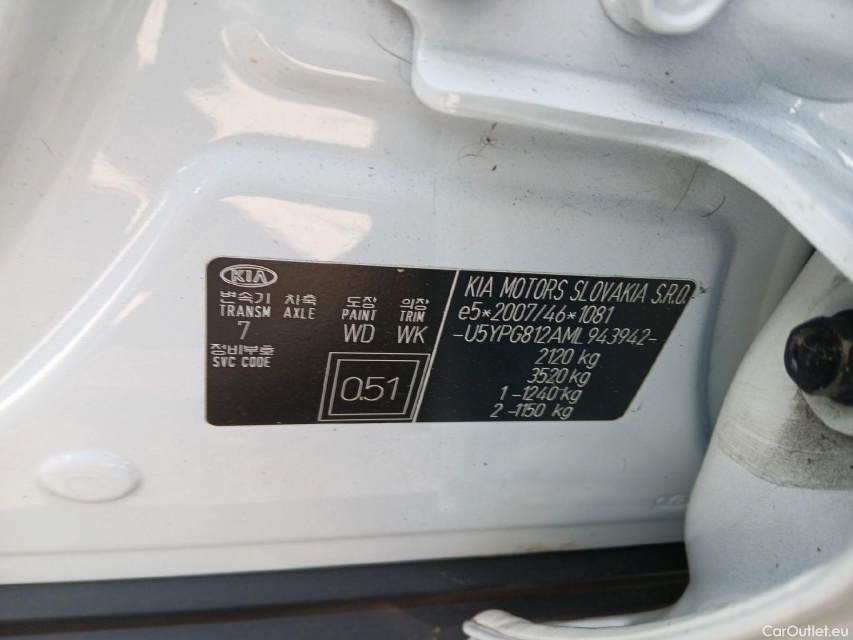 KIA
변속기 차축 도장 의장
TRANSM AXLE PAINT TRIM
7 WD WK
정비부호
SVC CODE
0.51
KIA MOTORS SLOVAKIA S.R.O.
e5*2007/46*1081
-U5YPG812AML943942-
2120 kg
3520 kg
1 -1240 kg
2 -1150 kg
CarOutlet.eu